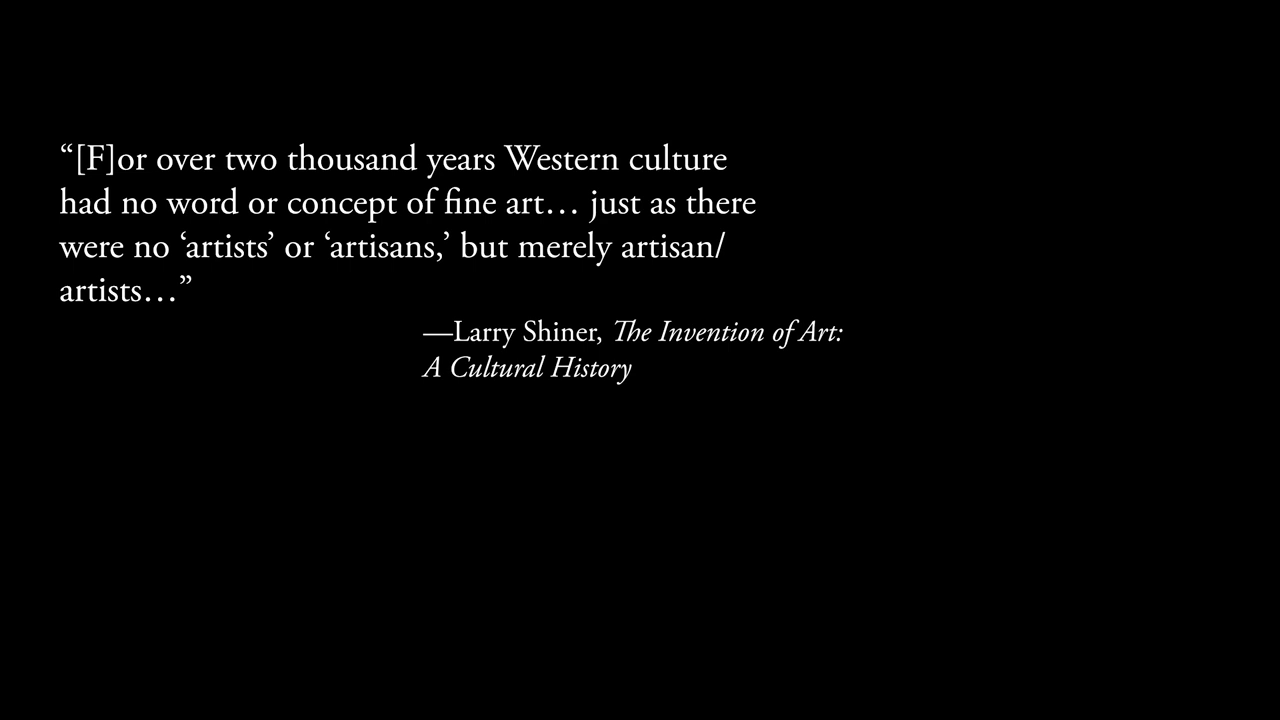 “[F]or over two thousand years Western culture
had no word or concept of fine art… just as there
were no ‘artists’ or ‘artisans,’ but merely artisan/
artists…”
—Larry Shiner, The Invention of Art:
A Cultural History